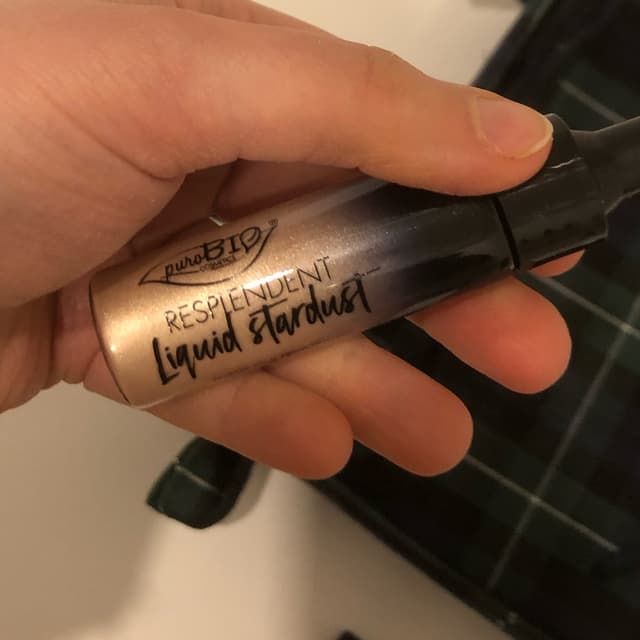 puroBIO
cosmetics
RESPLENDENT
Liquid stardust